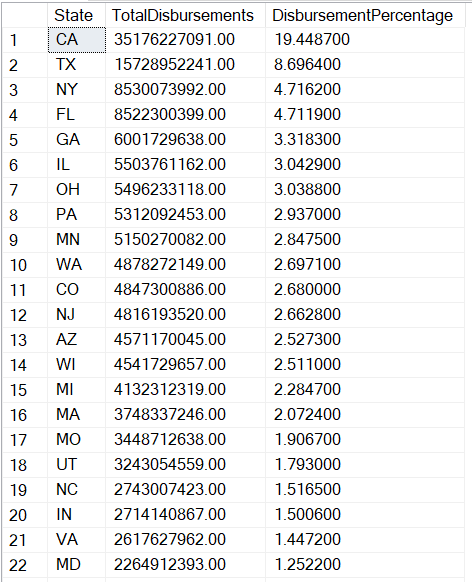 State TotalDisbursements DisbursementPercentage
1 CA 35176227091.00 19.448700
2 TX 15728952241.00 8.696400
3 NY 8530073992.00 4.716200
4 FL 8522300399.00 4.711900
5 GA 6001729638.00 3.318300
6 IL 5503761162.00 3.042900
7 OH 5496233118.00 3.038800
8 PA 5312092453.00 2.937000
9 MN 5150270082.00 2.847500
10 WA 4878272149.00 2.697100
11 CO 4847300886.00 2.680000
12 NJ 4816193520.00 2.662800
13 AZ 4571170045.00 2.527300
14 WI 4541729657.00 2.511000
15 MI 4132312319.00 2.284700
16 MA 3748337246.00 2.072400
17 MO 3448712638.00 1.906700
18 UT 3243054559.00 1.793000
19 NC 2743007423.00 1.516500
20 IN 2714140867.00 1.500600
21 VA 2617627962.00 1.447200
22 MD 2264912393.00 1.252200